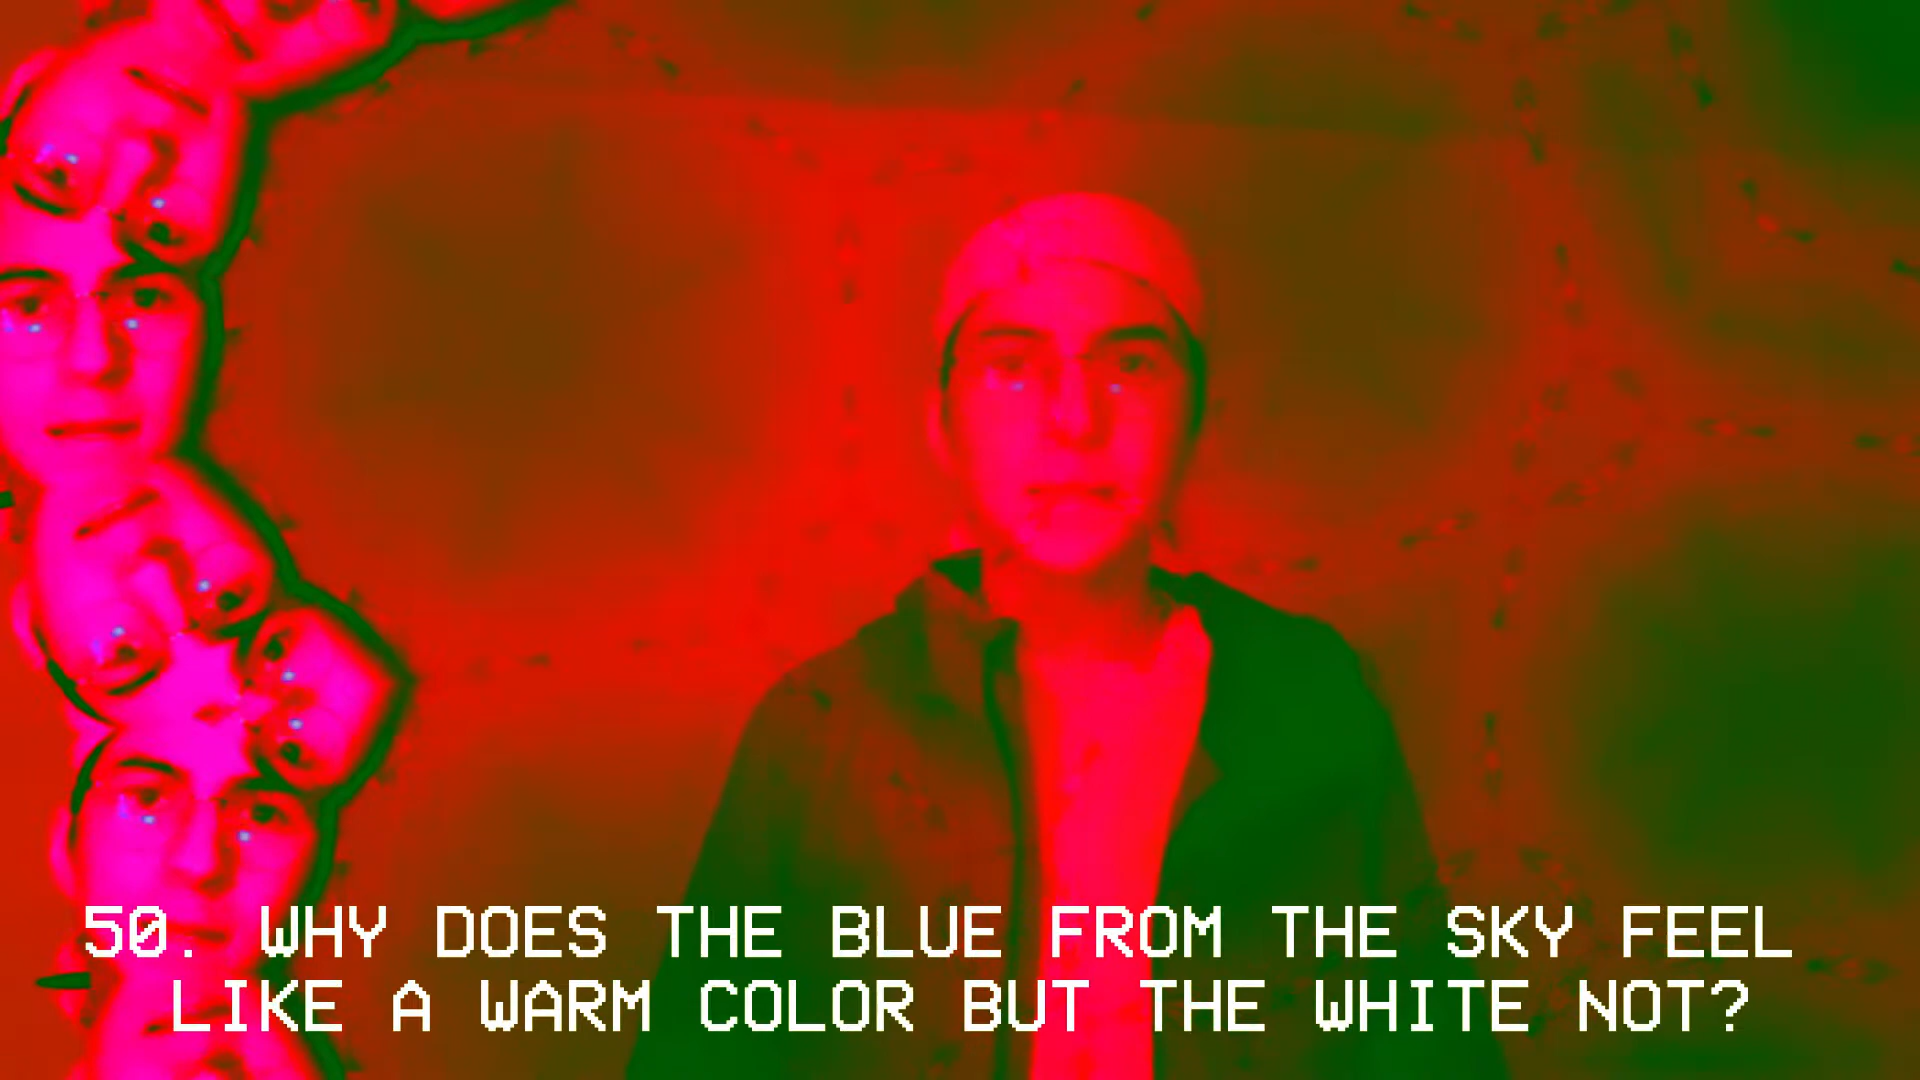 50. WHY DOES THE BLUE FROM THE SKY FEEL
LIKE A WARM COLOR BUT THE WHITE NOT?